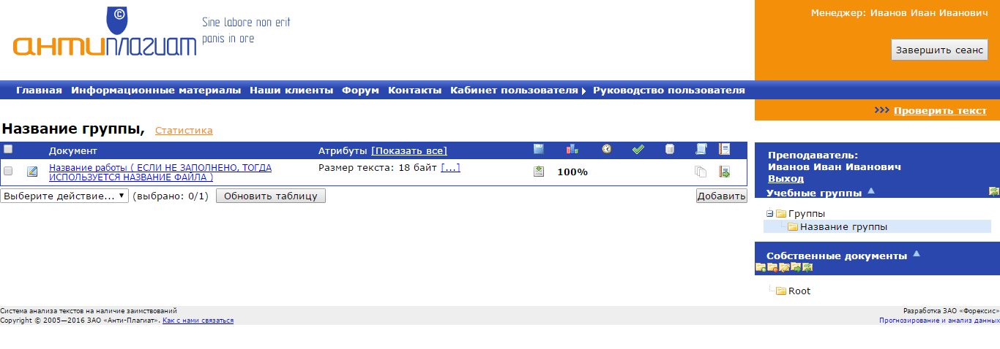 ©
антиплагиат
Sine labore non erit
panis in ore
Менеджер: Иванов Иван Иванович
Завершить сеанс
Главная Информационные материалы Наши клиенты Форум Контакты Кабинет пользователя Руководство пользователя
Проверить текст
Название группы, Статистика
Документ Атрибуты [Показать все]
Название работы ( ЕСЛИ НЕ ЗАПОЛНЕНО, ТОГДА
ИСПОЛЬЗУЕТСЯ НАЗВАНИЕ ФАЙЛА )
Размер текста: 18 байт [...]
100%
Выберите действие... (выбрано: 0/1) Обновить таблицу Добавить
Преподаватель:
Иванов Иван Иванович
Выход
Учебные группы
Группы
Название группы
Собственные документы
Root
Система анализа текстов на наличие заимствований
Copyright © 2005—2016 ЗАО «Анти-Плагиат». Как с нами связаться
Разработка ЗАО «Форексис»
Прогнозирование и анализ данных